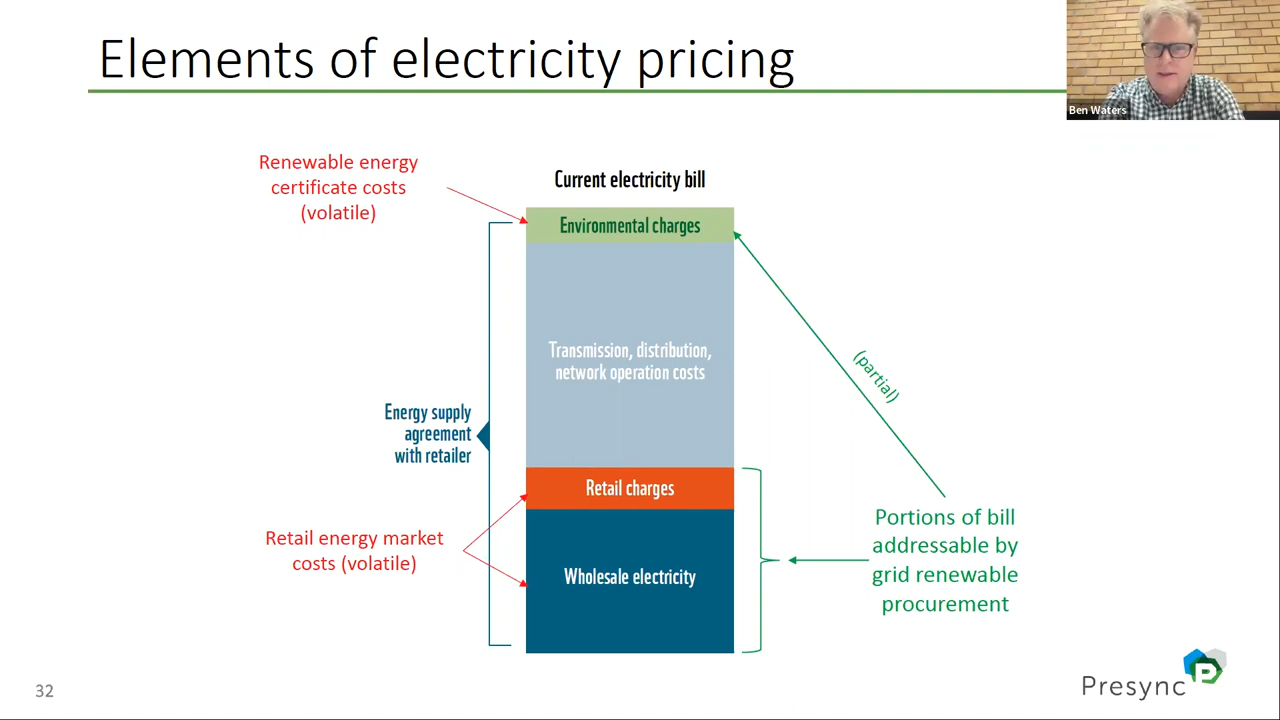 Elements of electricity pricing
Ben Waters
Renewable energy
certificate costs
(volatile)
Current electricity bill
Environmental charges
Transmission, distribution,
network operation costs
(partial)
Energy supply
agreement
with retailer
Retail charges
Retail energy market
costs (volatile)
Wholesale electricity
Portions of bill
addressable by
grid renewable
procurement
32
Presync